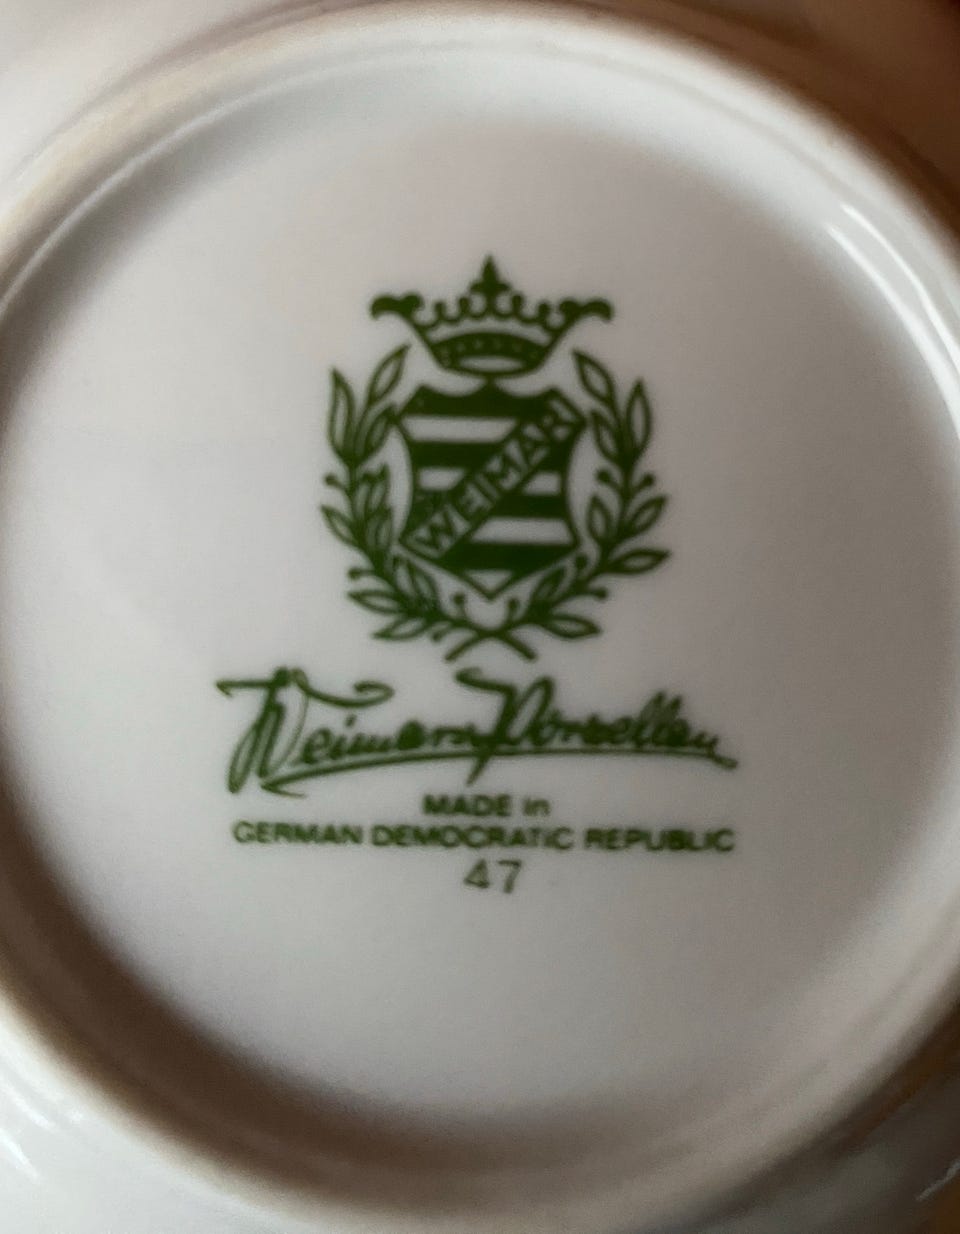 WEIMAR
Weimar Porzellan
MADE in
GERMAN DEMOCRATIC REPUBLIC
47